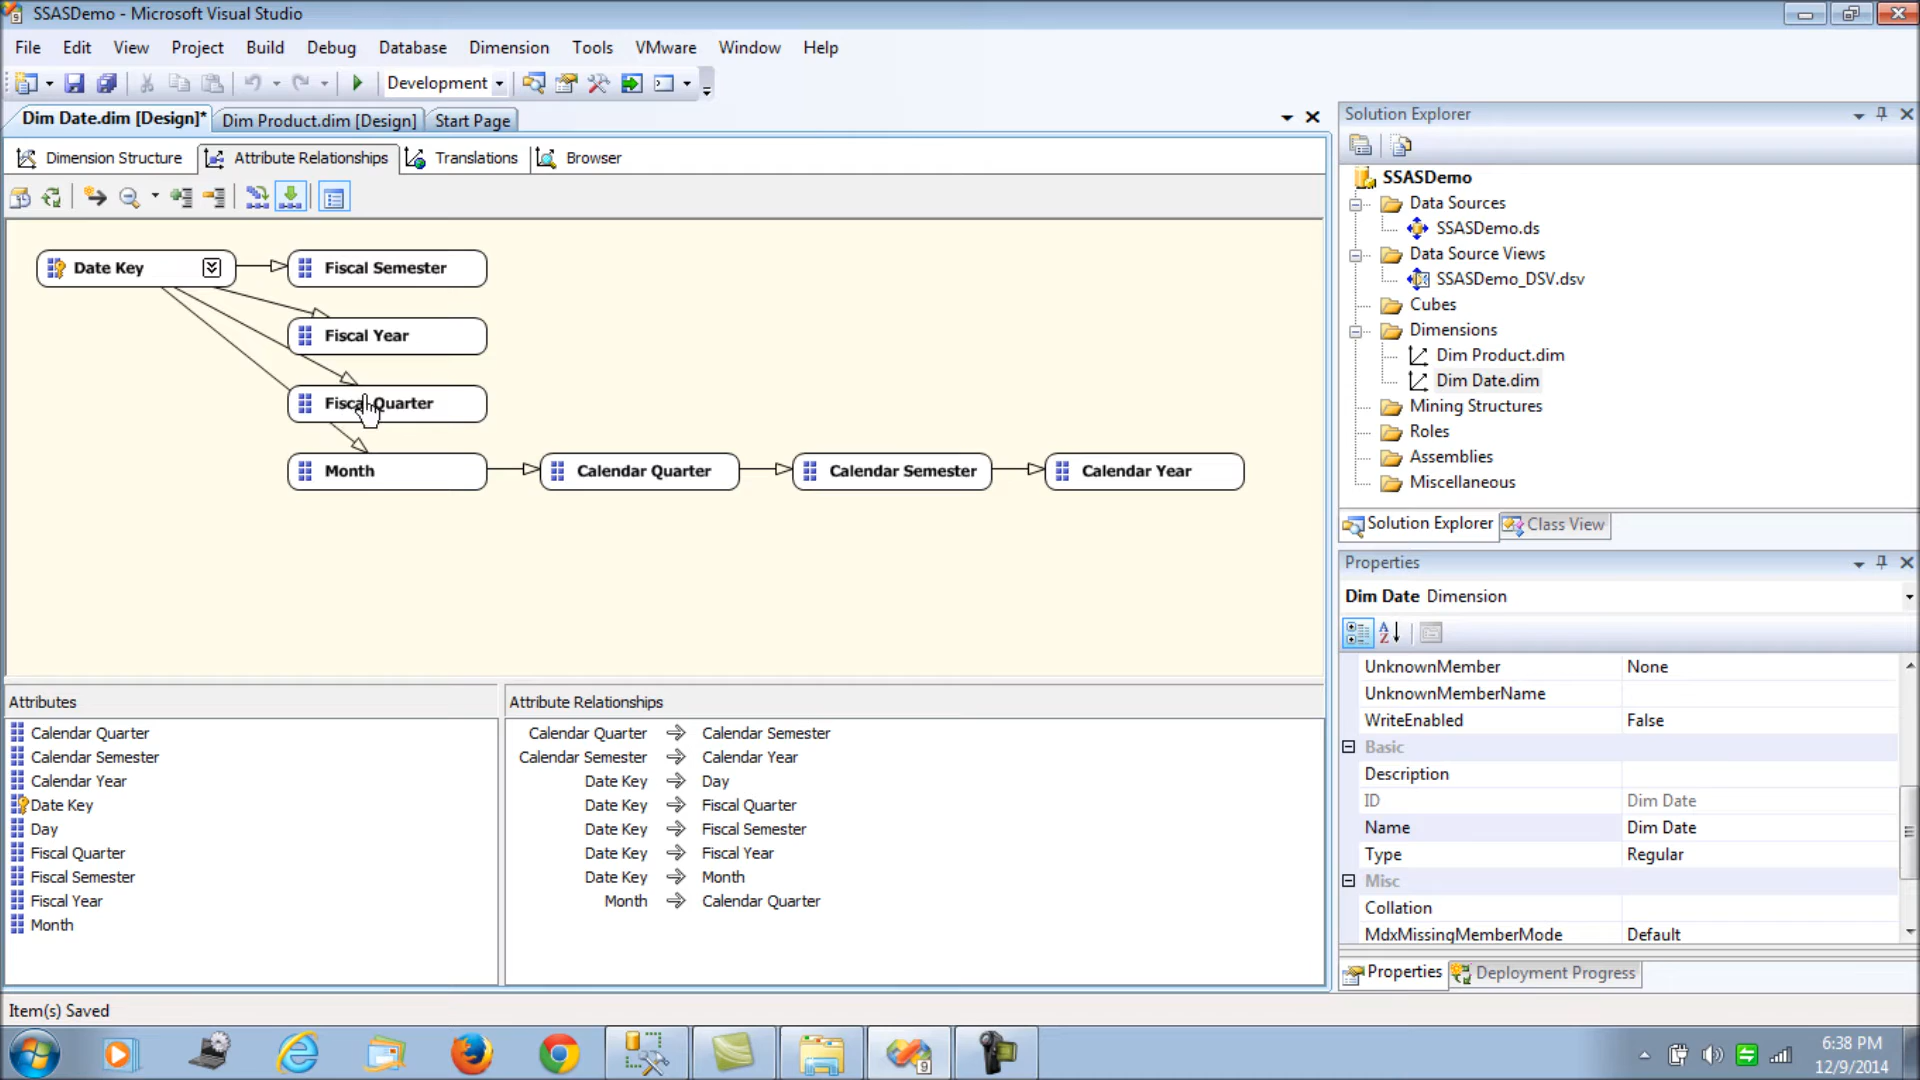 SSASDemo - Microsoft Visual Studio
File Edit View Project Build Debug Database Dimension Tools VMware Window Help
Development
Dim Date.dim [Design]* Dim Product.dim [Design] Start Page
Dimension Structure Attribute Relationships Translations Browser
Date Key
Fiscal Semester
Fiscal Year
Fiscal Quarter
Month
Calendar Quarter
Calendar Semester
Calendar Year
Attributes
Calendar Quarter
Calendar Semester
Calendar Year
Date Key
Day
Fiscal Quarter
Fiscal Semester
Fiscal Year
Month
Attribute Relationships
Calendar Quarter Calendar Semester
Calendar Semester Calendar Year
Date Key Day
Date Key Fiscal Quarter
Date Key Fiscal Semester
Date Key Fiscal Year
Date Key Month
Month Calendar Quarter
Solution Explorer
SSASDemo
Data Sources
SSASDemo.ds
Data Source Views
SSASDemo_DSV.dsv
Cubes
Dimensions
Dim Product.dim
Dim Date.dim
Mining Structures
Roles
Assemblies
Miscellaneous
Solution Explorer Class View
Properties
Dim Date Dimension
UnknownMember None
UnknownMemberName
WriteEnabled False
Basic
Description
ID Dim Date
Name Dim Date
Type Regular
Misc
Collation
MdxMissingMemberMode Default
Properties Deployment Progress
Item(s) Saved
9
6:38 PM
12/9/2014